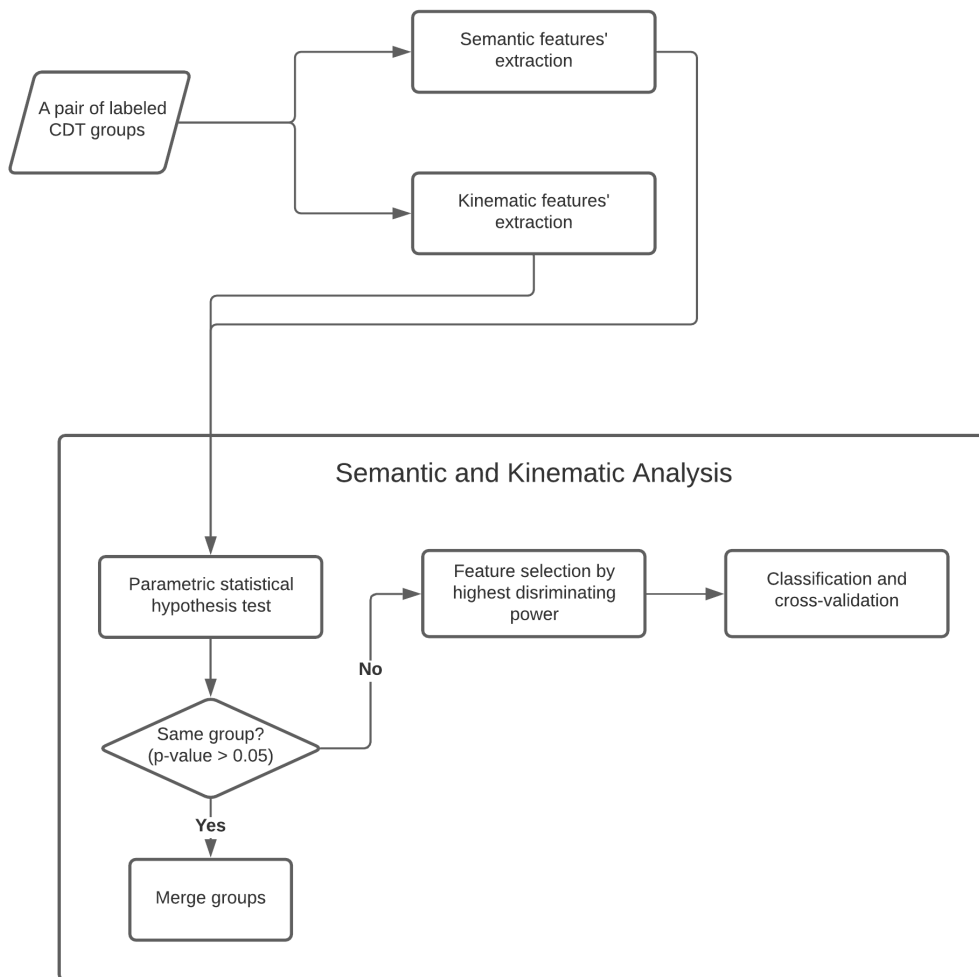 Semantic features'
extraction
A pair of labeled
CDT groups
Kinematic features'
extraction
Semantic and Kinematic Analysis
Parametric statistical
hypothesis test
Feature selection by
highest disriminating
power
Classification and
cross-validation
No
Same group?
(p-value > 0.05)
Yes
Merge groups